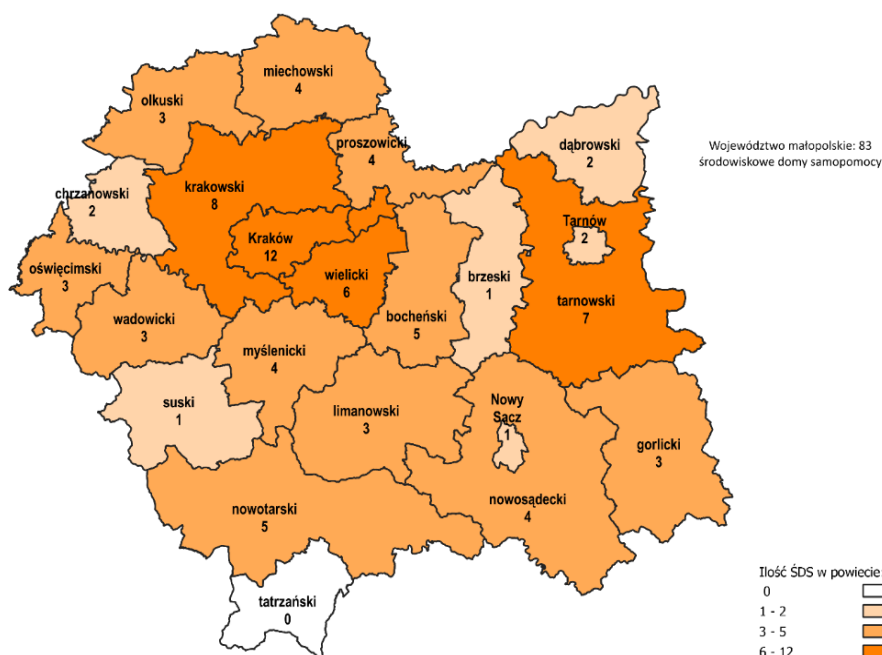 miechowski
4
olkuski
3
proszowicki
4
dąbrowski
2
Województwo małopolskie: 83
środowiskowe domy samopomocy
chrzanowski
2
krakowski
8
Tarnów
2
Kraków
12
oświęcimski
3
wielicki
6
brzeski
1
tarnowski
7
wadowicki
3
bocheński
5
myślenicki
4
suski
1
limanowski
3
Nowy
Sącz
1
gorlicki
3
nowotarski
5
nowosądecki
4
tatrzański
0
Ilość ŚDS w powiecie:
0
1 - 2
3 - 5
6 - 12